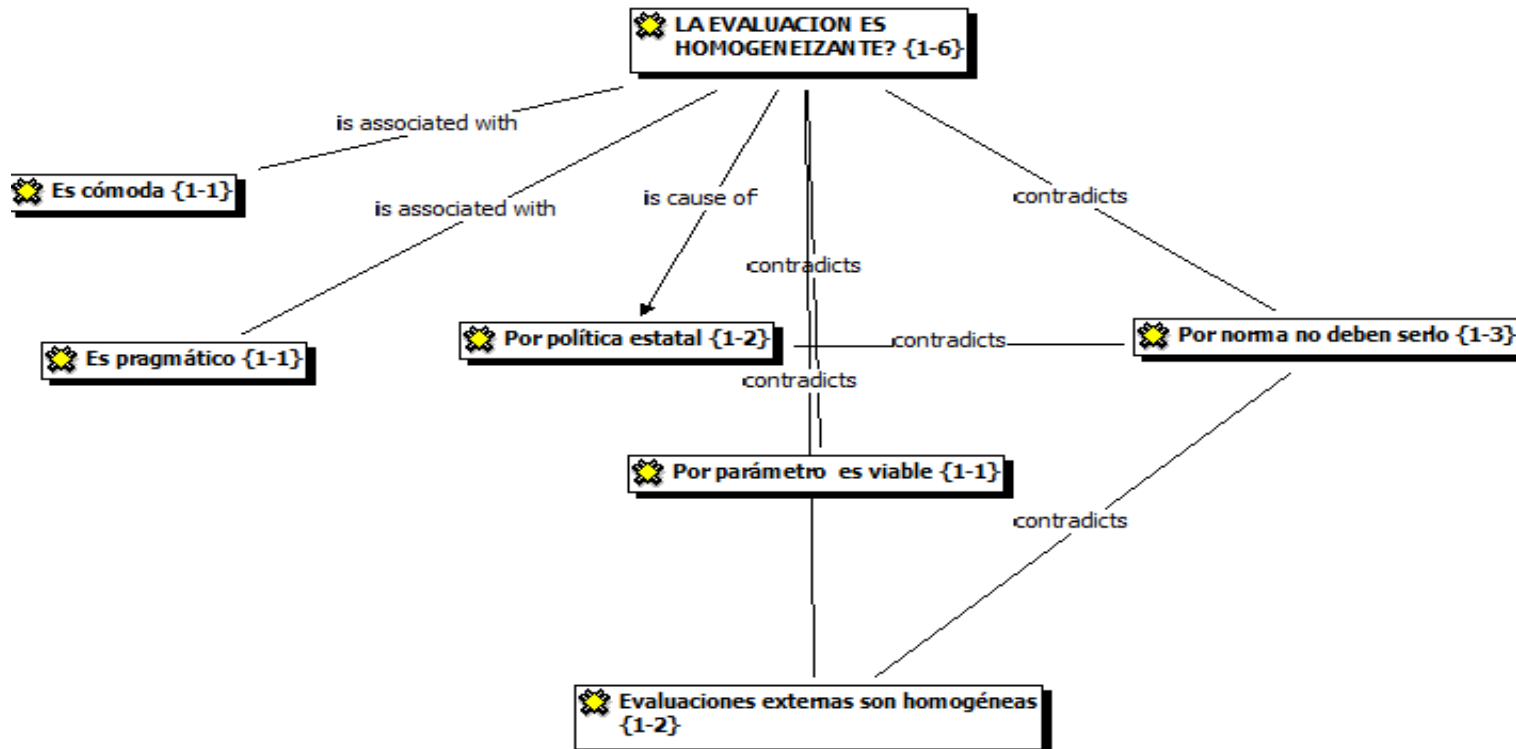 LA EVALUACION ES
HOMOGENEIZANTE? {1-6}
is associated with
Es cómoda {1-1}
is associated with
is cause of
contradicts
contradicts
Por política estatal {1-2}
contradicts
Por norma no deben serlo {1-3}
Es pragmático {1-1}
contradicts
Por parámetro es viable {1-1}
contradicts
Evaluaciones externas son homogéneas
{1-2}